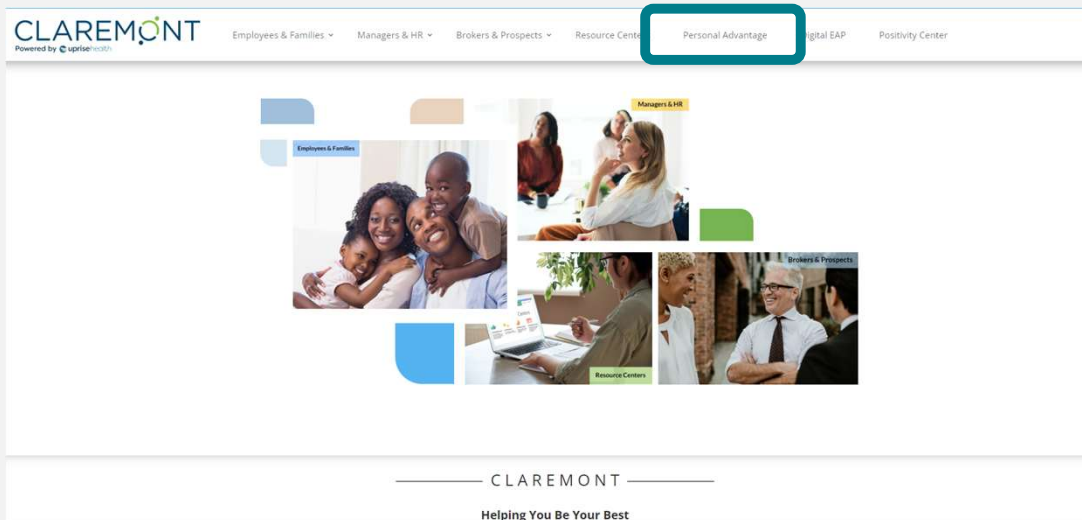 CLAREMONT
Powered by uprisehealth
Employees & Families
Managers & HR
Brokers & Prospects
Resource Cente
Personal Advantage
igital EAP
Positivity Center
Managers & HR
Employees & Families
Brokers & Prospects
Resource Centers
CLAREMONT
Helping You Be Your Best